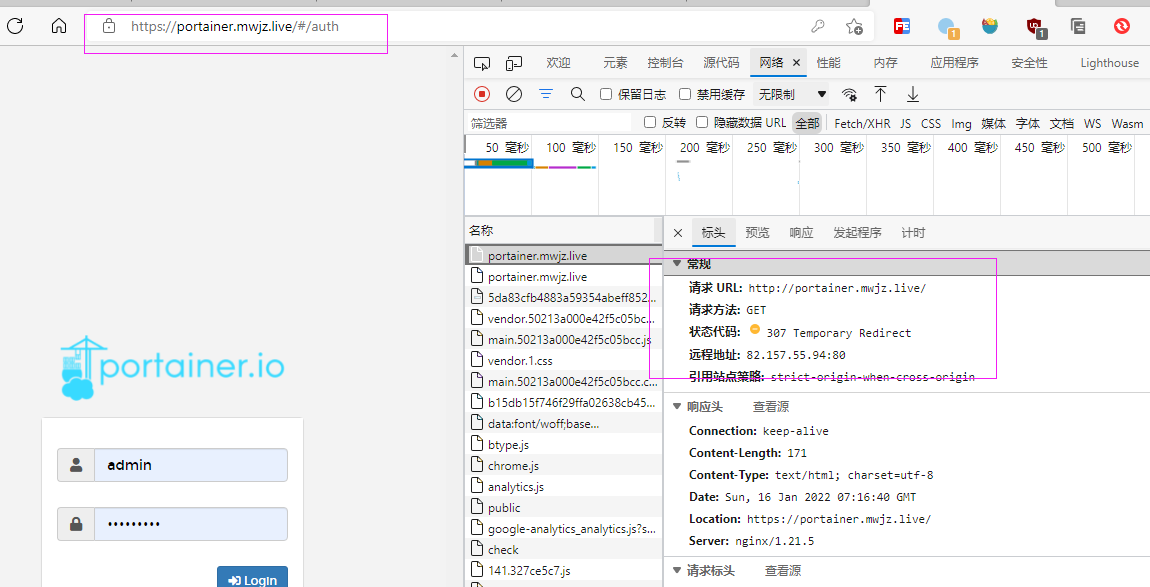 https://portainer.mwjz.live/#/auth
1
1
欢迎 元素 控制台 源代码 网络 × 性能 内存 应用程序 安全性 Lighthouse
保留日志 禁用缓存 无限制 ▼
筛选器 反转 隐藏数据 URL 全部 Fetch/XHR JS CSS Img 媒体 字体 文档 WS Wasm
50 毫秒 100 毫秒 150 毫秒 200 毫秒 250 毫秒 300 毫秒 350 毫秒 400 毫秒 450 毫秒 500 毫秒
名称
portainer.mwjz.live
portainer.mwjz.live
5da83cfb4883a59354abeff852...
vendor.50213a000e42f5c05bc...
main.50213a000e42f5c05bcc.js
vendor.1.css
main.50213a000e42f5c05bcc.c...
b15db15f746f29ffa02638cb45...
data:font/woff;base...
btype.js
chrome.js
analytics.js
public
google-analytics_analytics.js?s...
check
141.327ce5c7.js
× 标头 预览 响应 发起程序 计时
▼ 常规
请求 URL: http://portainer.mwjz.live/
请求方法: GET
状态代码: 307 Temporary Redirect
远程地址: 82.157.55.94:80
引用站点策略: strict-origin-when-cross-origin
▼ 响应头 查看源
Connection: keep-alive
Content-Length: 171
Content-Type: text/html; charset=utf-8
Date: Sun, 16 Jan 2022 07:16:40 GMT
Location: https://portainer.mwjz.live/
Server: nginx/1.21.5
▼ 请求标头 查看源
portainer.io
admin
•••••••••
Login